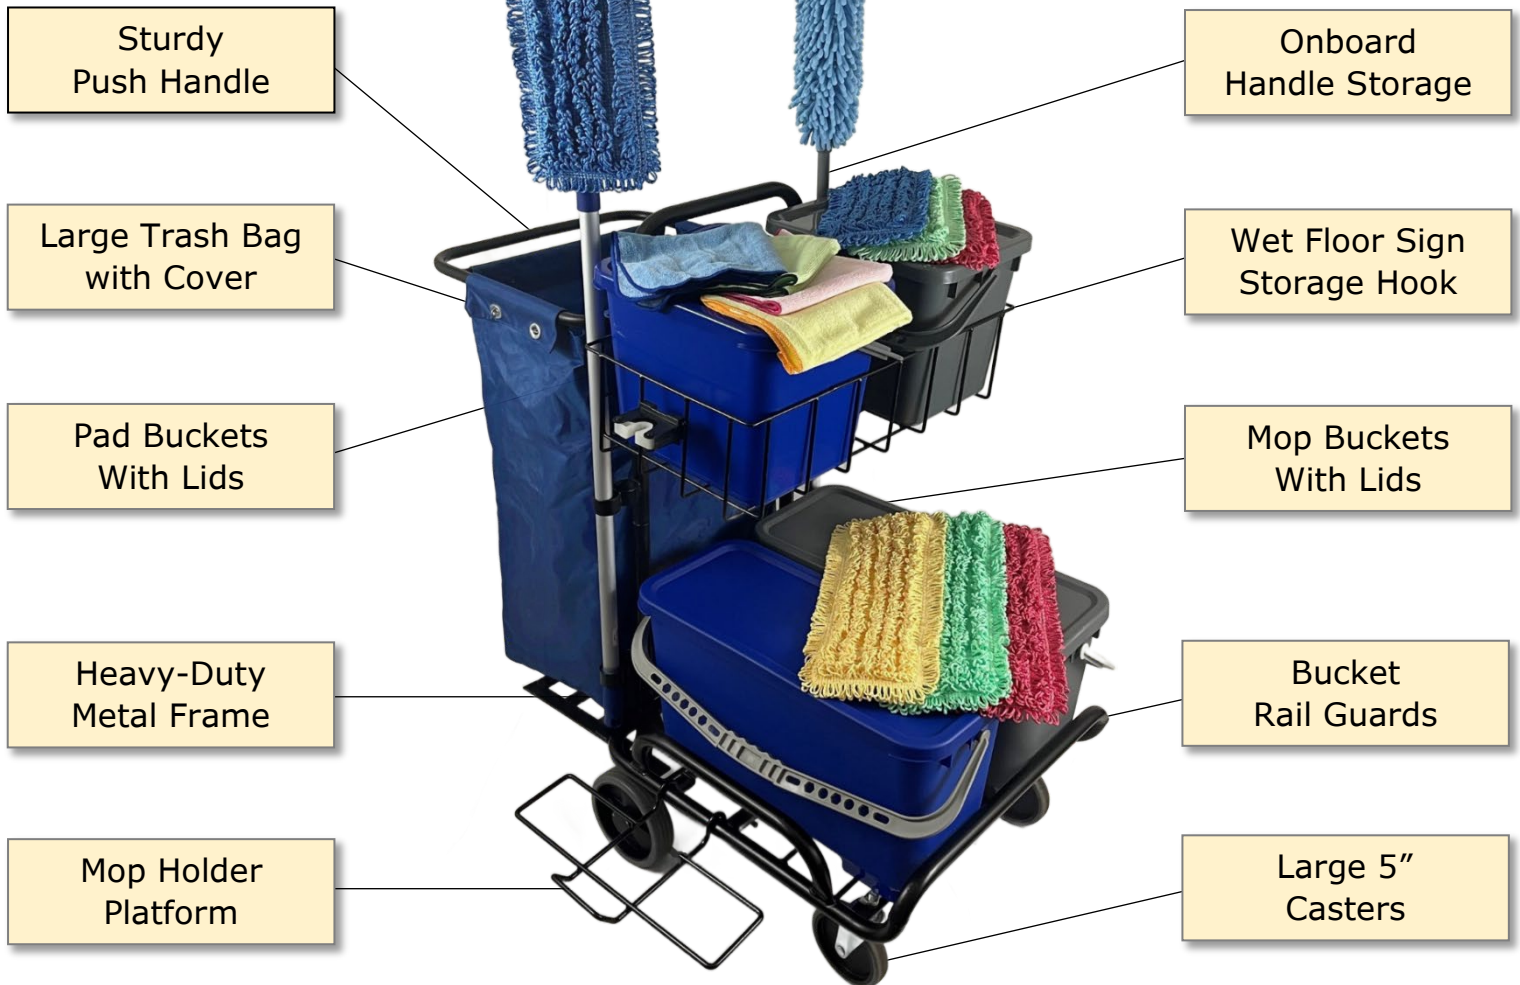 Sturdy
Push Handle
Large Trash Bag
with Cover
Pad Buckets
With Lids
Heavy-Duty
Metal Frame
Mop Holder
Platform
Onboard
Handle Storage
Wet Floor Sign
Storage Hook
Mop Buckets
With Lids
Bucket
Rail Guards
Large 5″
Casters